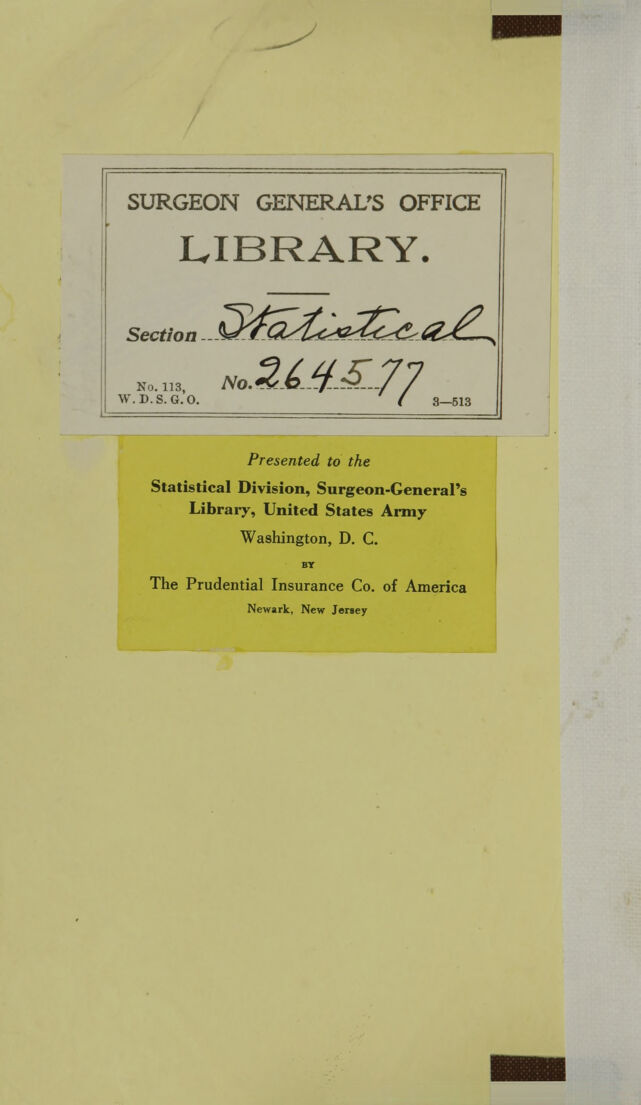 SURGEON GENERAL'S OFFICE
LIBRARY.
Section Statistical
No. 113,
W. D. S. G. O.
No. 264577
3—513
Presented to the
Statistical Division, Surgeon-General's
Library, United States Army
Washington, D. C.
BY
The Prudential Insurance Co. of America
Newark, New Jersey